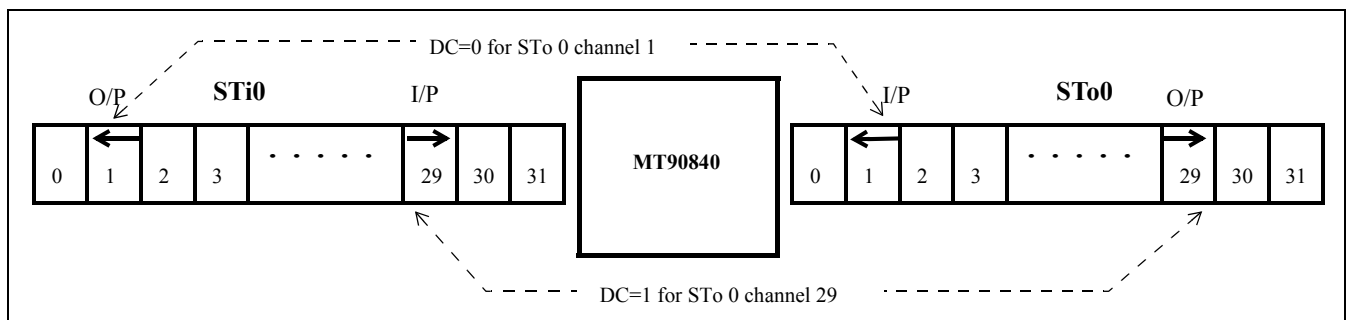 DC=0 for STo 0 channel 1
O/P STi0 I/P
I/P STo0 O/P
MT90840
0 1 2 3 . . . . . 29 30 31
0 1 2 3 . . . . . 29 30 31
DC=1 for STo 0 channel 29